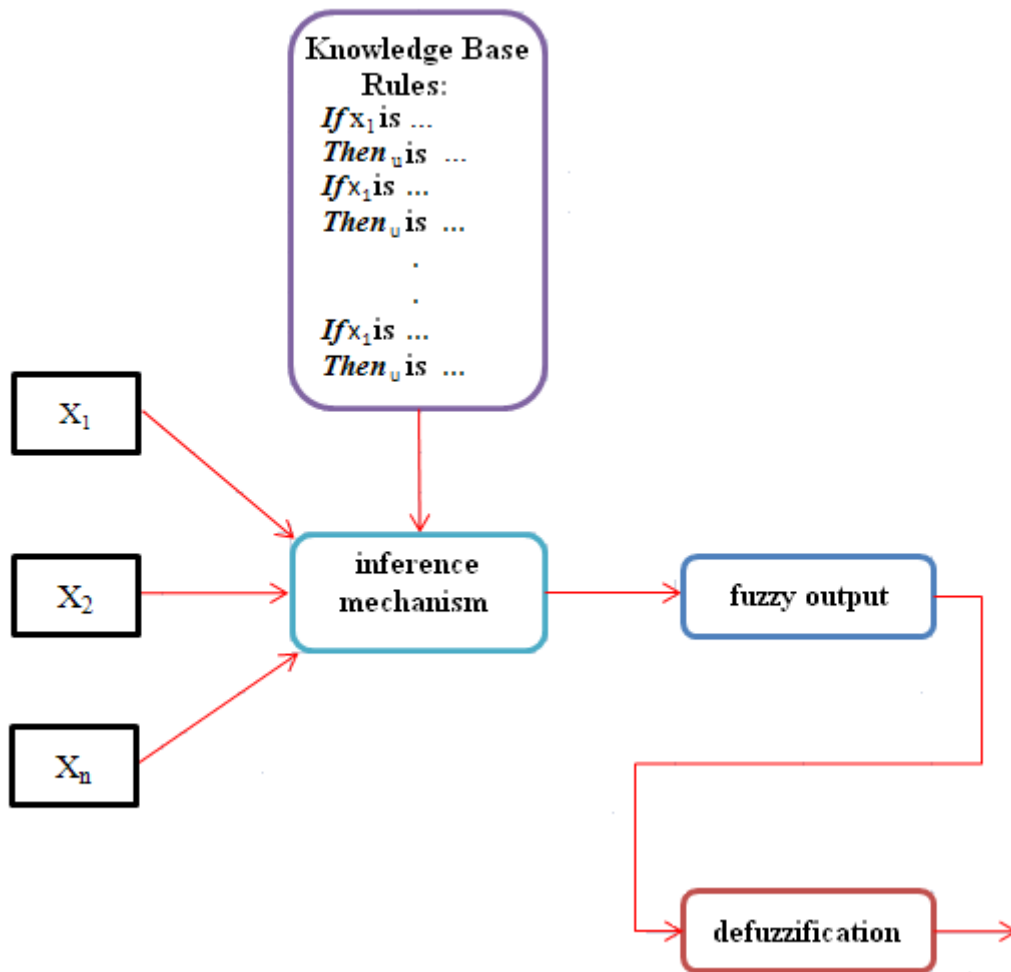 Knowledge Base
Rules:
If x₁ is ...
Then u is ...
If x₁ is ...
Then u is ...
.
.
If x₁ is ...
Then u is ...
X₁
X₂
Xₙ
inference
mechanism
fuzzy output
defuzzification